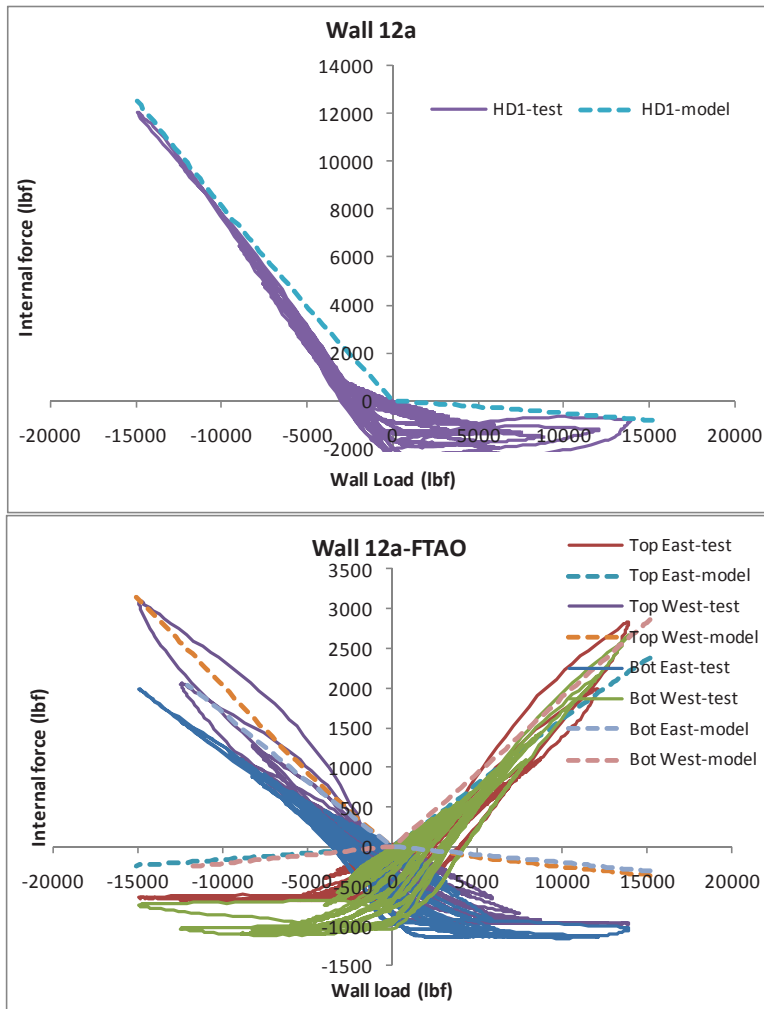 Wall 12a
14000
12000
10000
8000
6000
4000
2000
0
-2000
-20000 -15000 -10000 -5000 0 5000 10000 15000 20000
HD1-test HD1-model
Internal force (lbf)
Wall Load (lbf)
Wall 12a-FTAO
3500
3000
2500
2000
1500
1000
500
0
-500
-1000
-1500
-20000 -15000 -10000 -5000 0 5000 10000 15000 20000
Top East-test
Top East-model
Top West-test
Top West-model
Bot East-test
Bot West-test
Bot East-model
Bot West-model
Internal force (lbf)
Wall load (lbf)